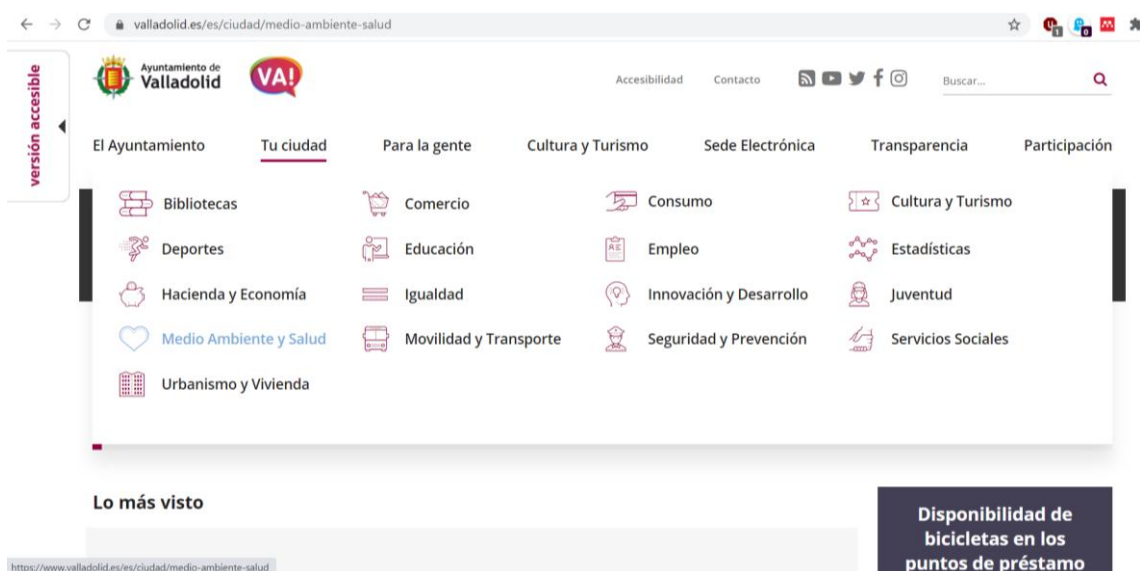 valladolid.es/es/ciudad/medio-ambiente-salud
1
0
versión accesible
Ayuntamiento de
Valladolid
VA!
Accesibilidad Contacto Buscar...
El Ayuntamiento Tu ciudad Para la gente Cultura y Turismo Sede Electrónica Transparencia Participación
Bibliotecas Comercio Consumo Cultura y Turismo
Deportes Educación Empleo Estadísticas
Hacienda y Economía Igualdad Innovación y Desarrollo Juventud
Medio Ambiente y Salud Movilidad y Transporte Seguridad y Prevención Servicios Sociales
Urbanismo y Vivienda
Lo más visto
Disponibilidad de
bicicletas en los
puntos de préstamo
https://www.valladolid.es/es/ciudad/medio-ambiente-salud